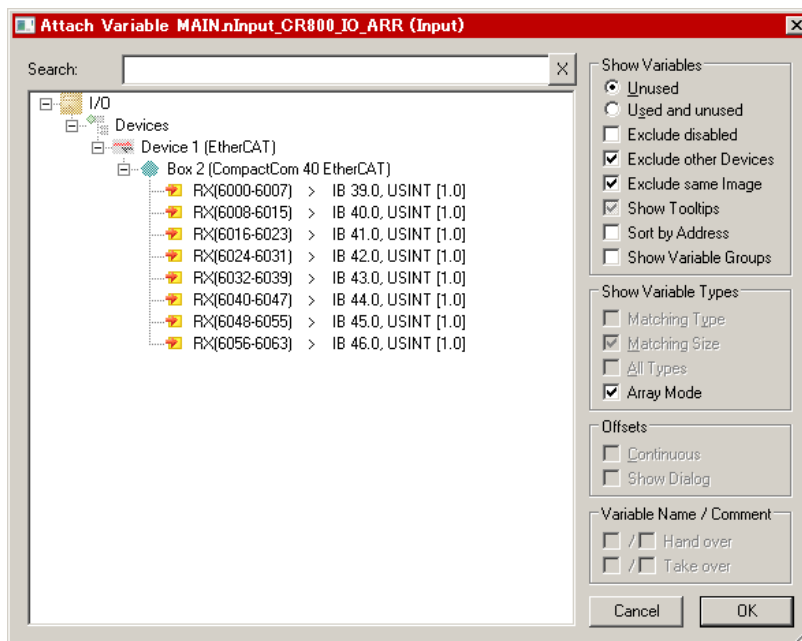 Attach Variable MAIN.nInput_CR800_IO_ARR (Input)
Search:
X
I/O
Devices
Device 1 (EtherCAT)
Box 2 (CompactCom 40 EtherCAT)
RX(6000-6007) > IB 39.0, USINT [1.0]
RX(6008-6015) > IB 40.0, USINT [1.0]
RX(6016-6023) > IB 41.0, USINT [1.0]
RX(6024-6031) > IB 42.0, USINT [1.0]
RX(6032-6039) > IB 43.0, USINT [1.0]
RX(6040-6047) > IB 44.0, USINT [1.0]
RX(6048-6055) > IB 45.0, USINT [1.0]
RX(6056-6063) > IB 46.0, USINT [1.0]
Show Variables
Unused
Used and unused
Exclude disabled
Exclude other Devices
Exclude same Image
Show Tooltips
Sort by Address
Show Variable Groups
Show Variable Types
Matching Type
Matching Size
All Types
Array Mode
Offsets
Continuous
Show Dialog
Variable Name / Comment
/ Hand over
/ Take over
Cancel
OK